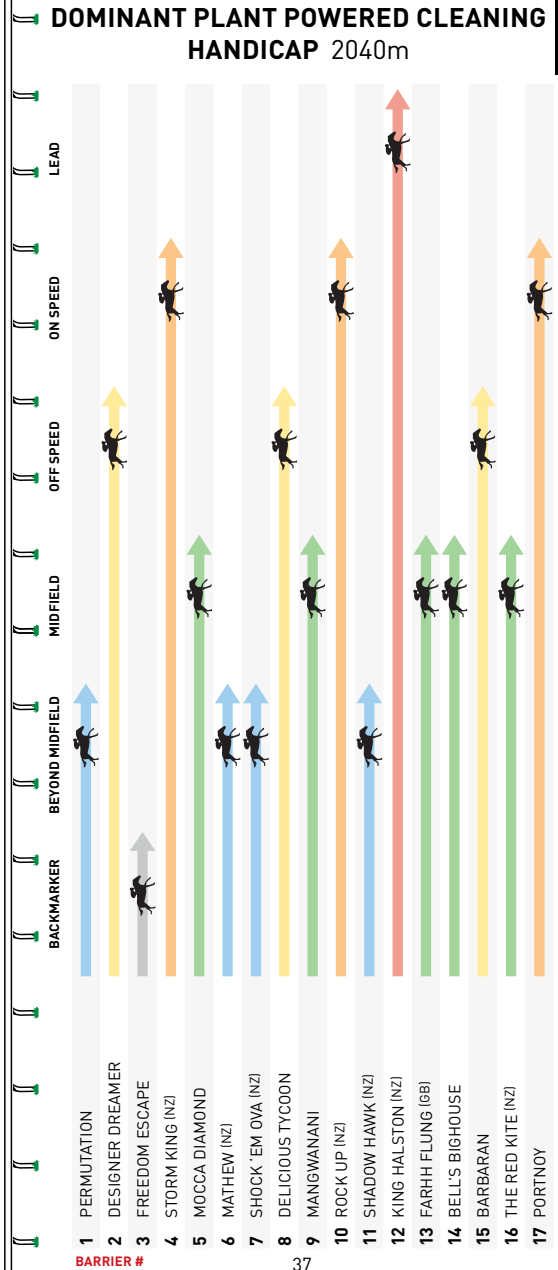 DOMINANT PLANT POWERED CLEANING
HANDICAP 2040m
LEAD
ON SPEED
OFF SPEED
MIDFIELD
BEYOND MIDFIELD
BACKMARKER
1 PERMUTATION
2 DESIGNER DREAMER
3 FREEDOM ESCAPE
4 STORM KING (NZ)
5 MOCCA DIAMOND
6 MATHEW (NZ)
7 SHOCK 'EM OVA (NZ)
8 DELICIOUS TYCOON
9 MANGWANANI
10 ROCK UP (NZ)
11 SHADOW HAWK (NZ)
12 KING HALSTON (NZ)
13 FARHH FLUNG (GB)
14 BELL'S BIGHOUSE
15 BARBARAN
16 THE RED KITE (NZ)
17 PORTNOY
BARRIER #
37